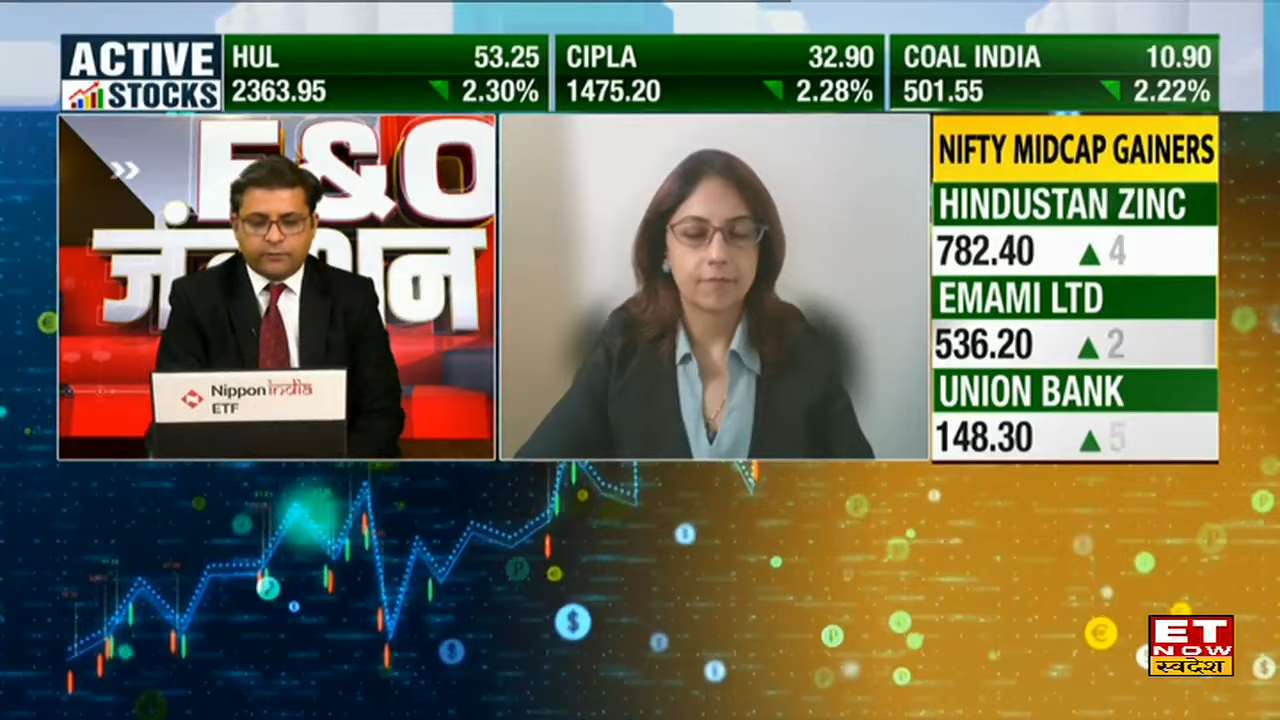 ACTIVE
STOCKS
HUL 53.25
2363.95 2.30%
CIPLA 32.90
1475.20 2.28%
COAL INDIA 10.90
501.55 2.22%
»
F&O
Nippon india
ETF
NIFTY MIDCAP GAINERS
HINDUSTAN ZINC
782.40 ▲ 4
EMAMI LTD
536.20 ▲ 2
UNION BANK
148.30 ▲ 5
ET
NOW
स्वदेश